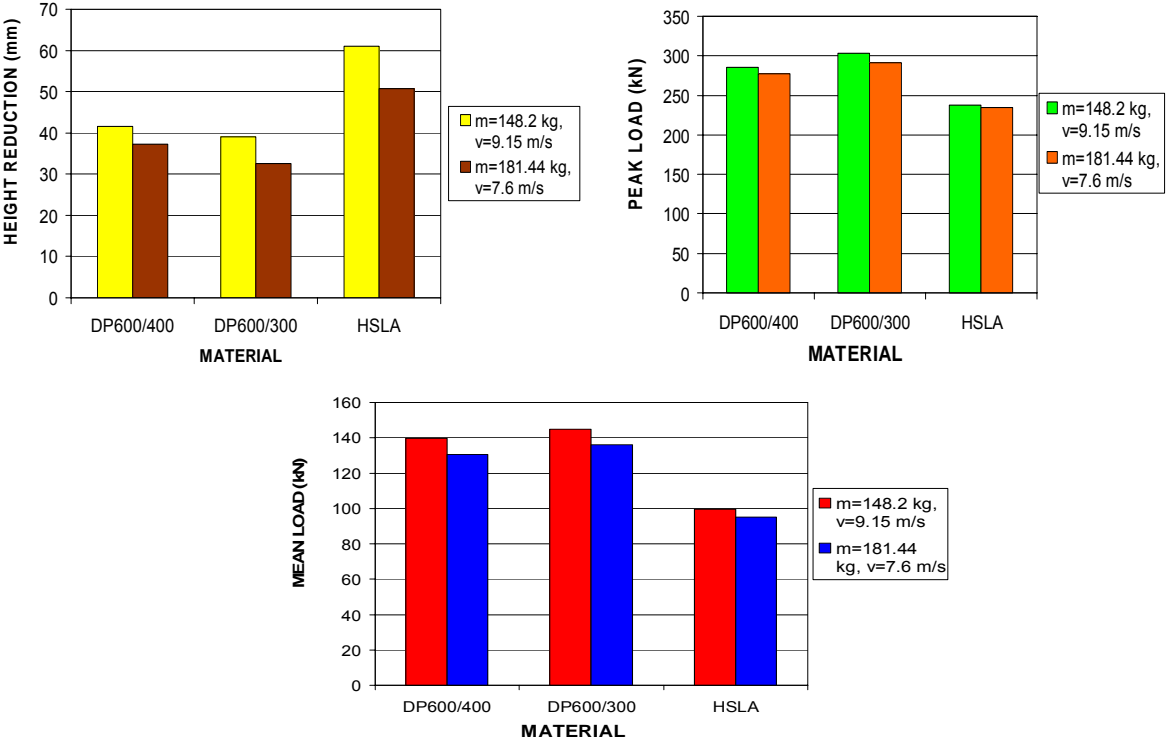 HEIGHT REDUCTION (mm)
70
60
50
40
30
20
10
0
DP600/400 DP600/300 HSLA
MATERIAL
m=148.2 kg,
v=9.15 m/s
m=181.44 kg,
v=7.6 m/s
PEAK LOAD (kN)
350
300
250
200
150
100
50
0
DP600/400 DP600/300 HSLA
MATERIAL
m=148.2 kg,
v=9.15 m/s
m=181.44 kg,
v=7.6 m/s
MEAN LOAD (kN)
160
140
120
100
80
60
40
20
0
DP600/400 DP600/300 HSLA
MATERIAL
m=148.2 kg,
v=9.15 m/s
m=181.44
kg, v=7.6 m/s